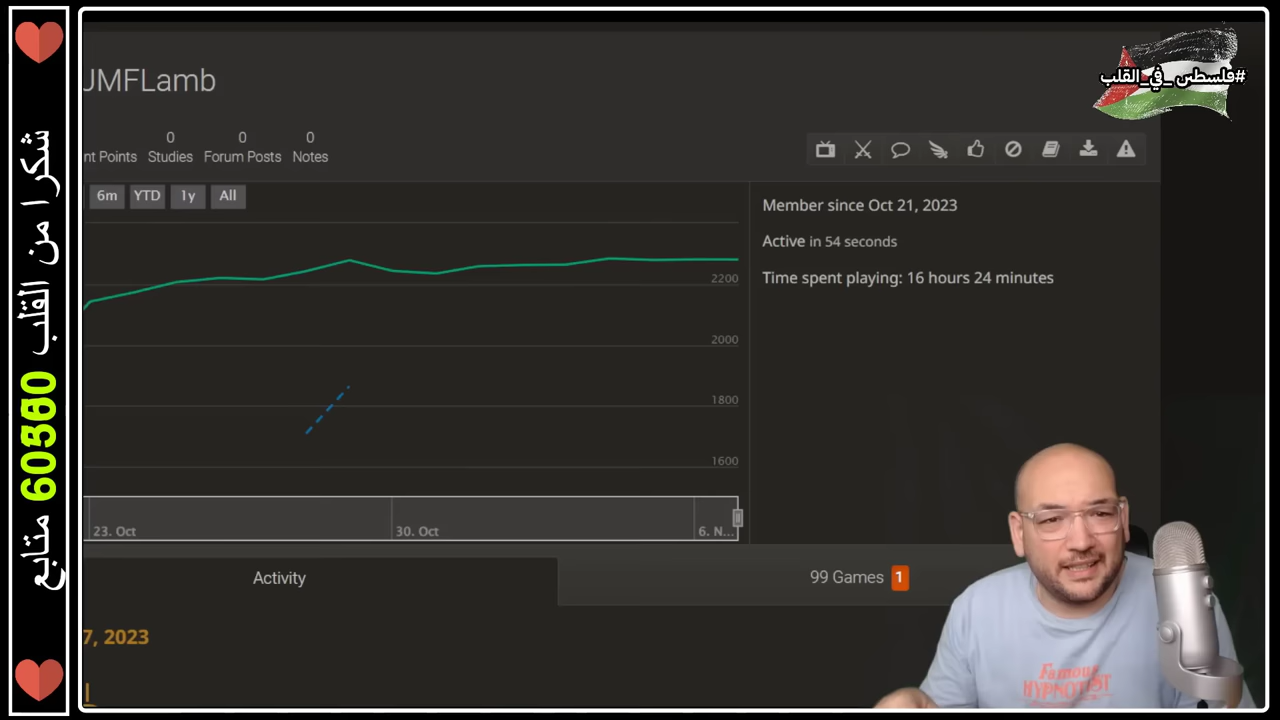 شكرا من القلب
متابع
#فلسطين_في_القلب
JMFLamb
0 0 0
nt Points Studies Forum Posts Notes
6m YTD 1y All
Member since Oct 21, 2023
Active in 54 seconds
Time spent playing: 16 hours 24 minutes
2200
2000
1800
1600
23. Oct 30. Oct 6. N...
Activity 99 Games 1
7, 2023
Famous
HYPNOTIST